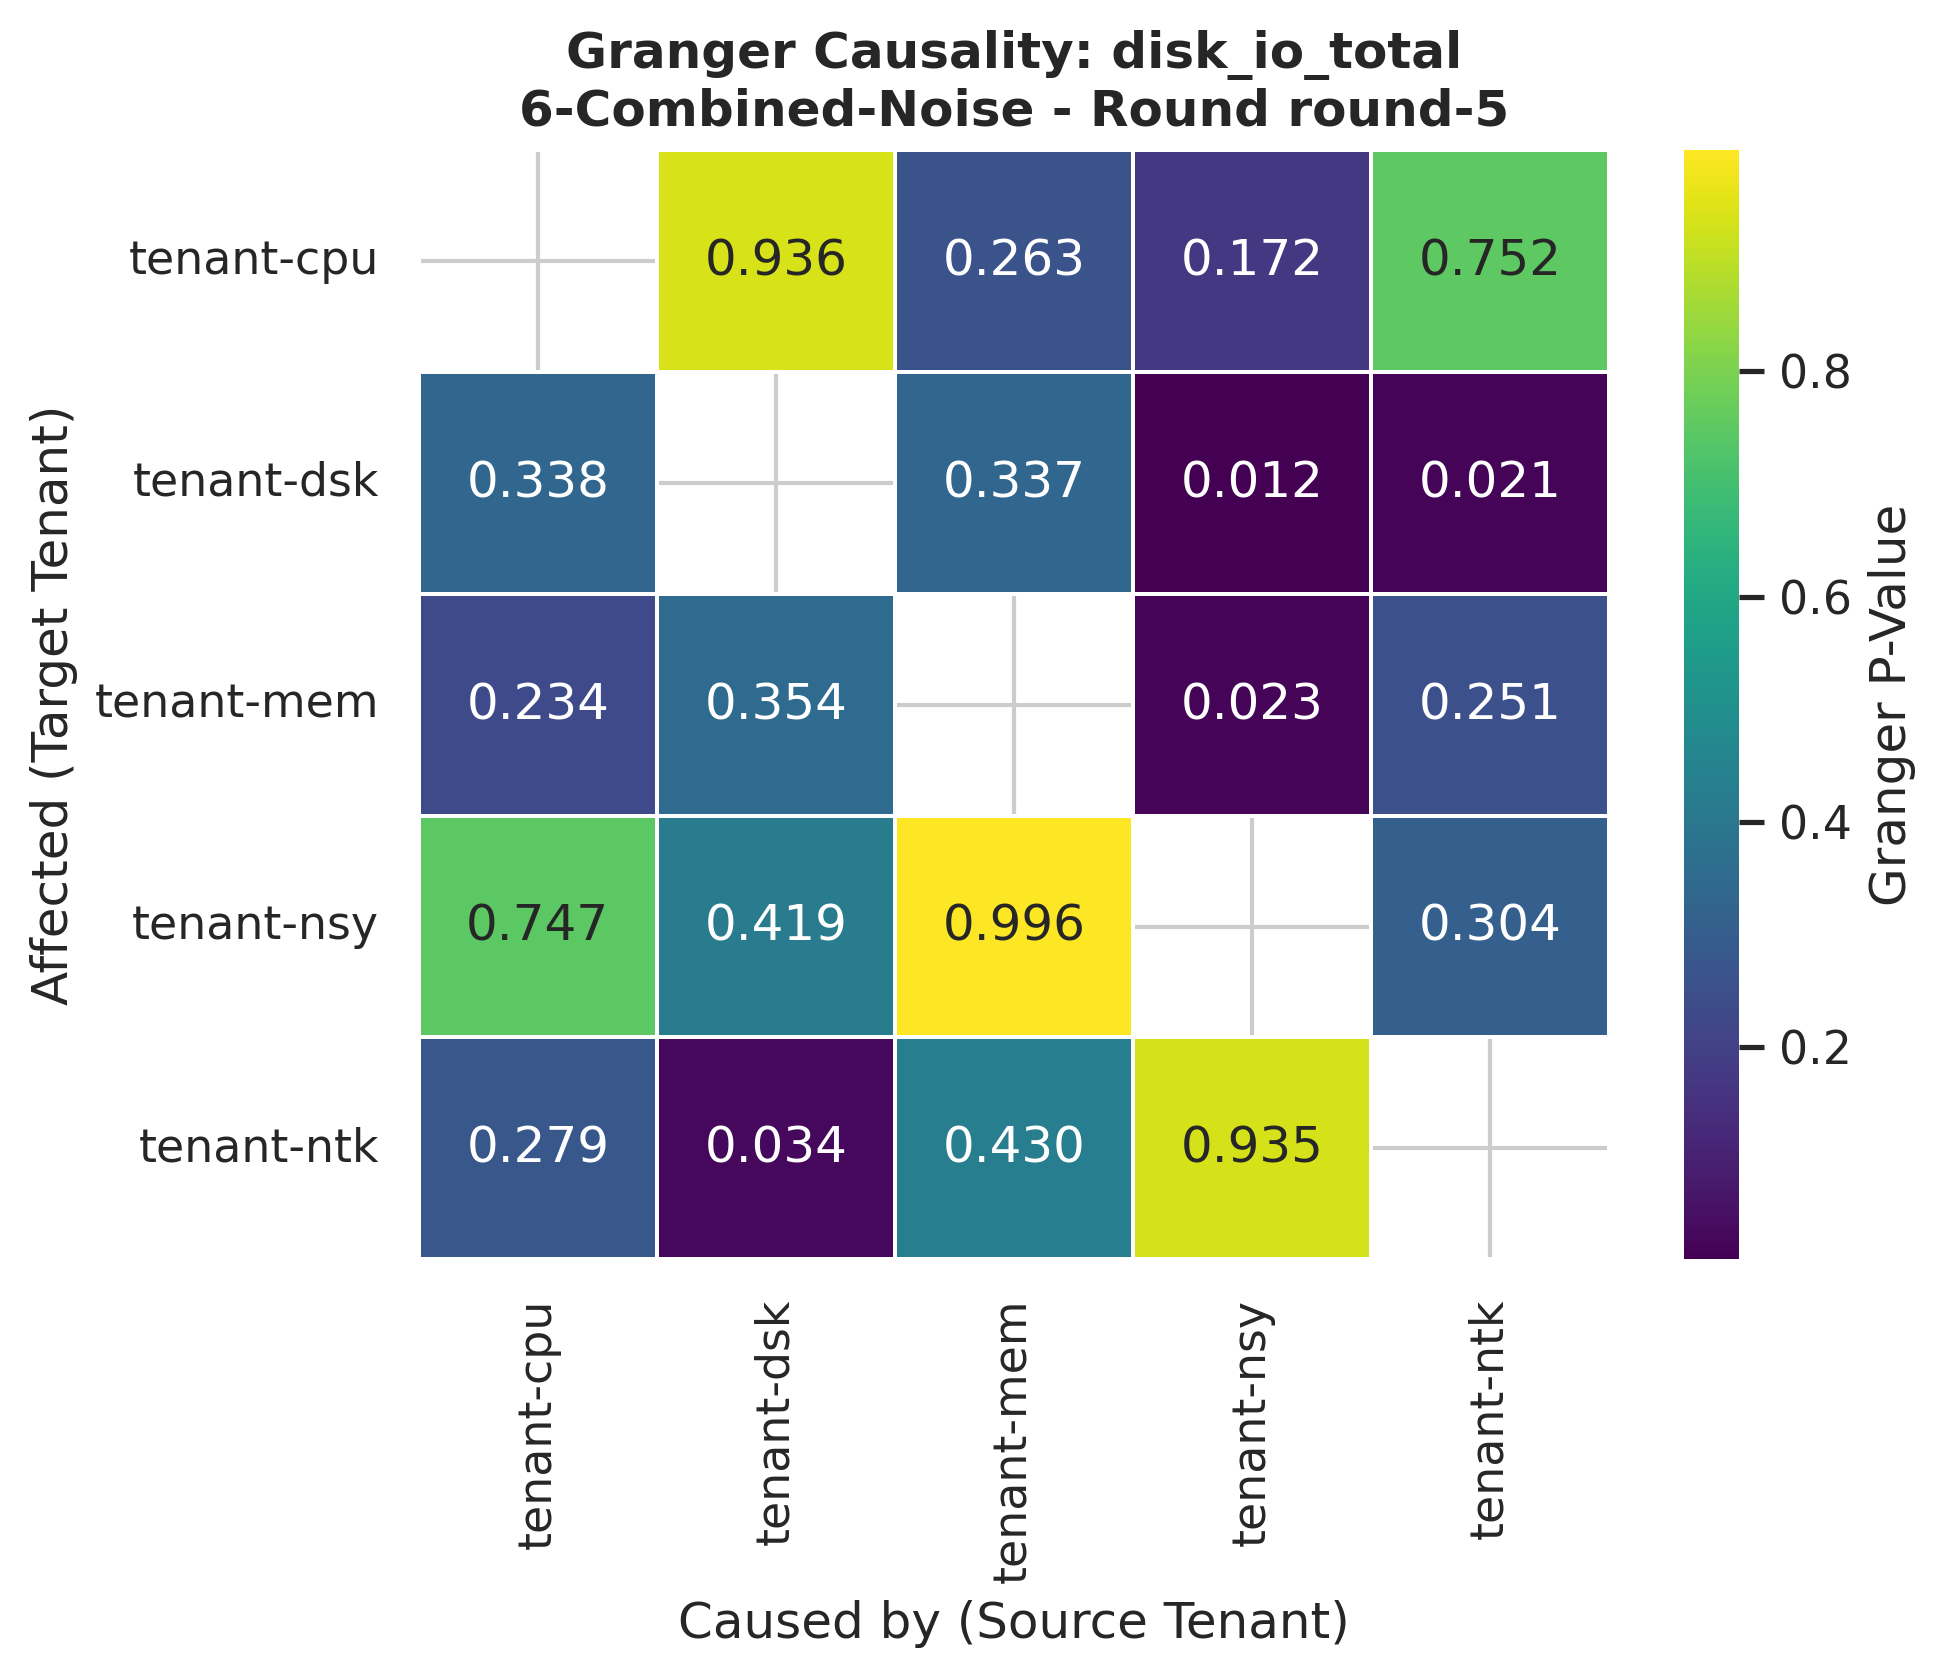 Granger Causality: disk_io_total
6-Combined-Noise - Round round-5
Affected (Target Tenant)
tenant-cpu 0.936 0.263 0.172 0.752
tenant-dsk 0.338 0.337 0.012 0.021
tenant-mem 0.234 0.354 0.023 0.251
tenant-nsy 0.747 0.419 0.996 0.304
tenant-ntk 0.279 0.034 0.430 0.935
tenant-cpu tenant-dsk tenant-mem tenant-nsy tenant-ntk
Caused by (Source Tenant)
0.8
0.6
0.4
0.2
Granger P-Value